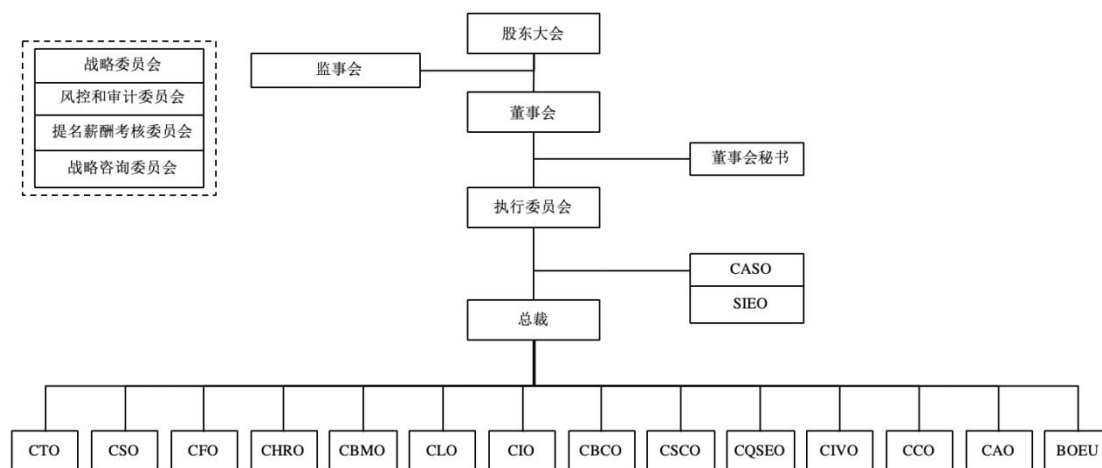 股东大会
战略委员会
监事会
风控和审计委员会
董事会
提名薪酬考核委员会
战略咨询委员会
董事会秘书
执行委员会
CASO
SIEO
总裁
CTO
CSO
CFO
CHRO
CBMO
CLO
CIO
CBCO
CSCO
CQSEO
CIVO
CCO
CAO
BOEU